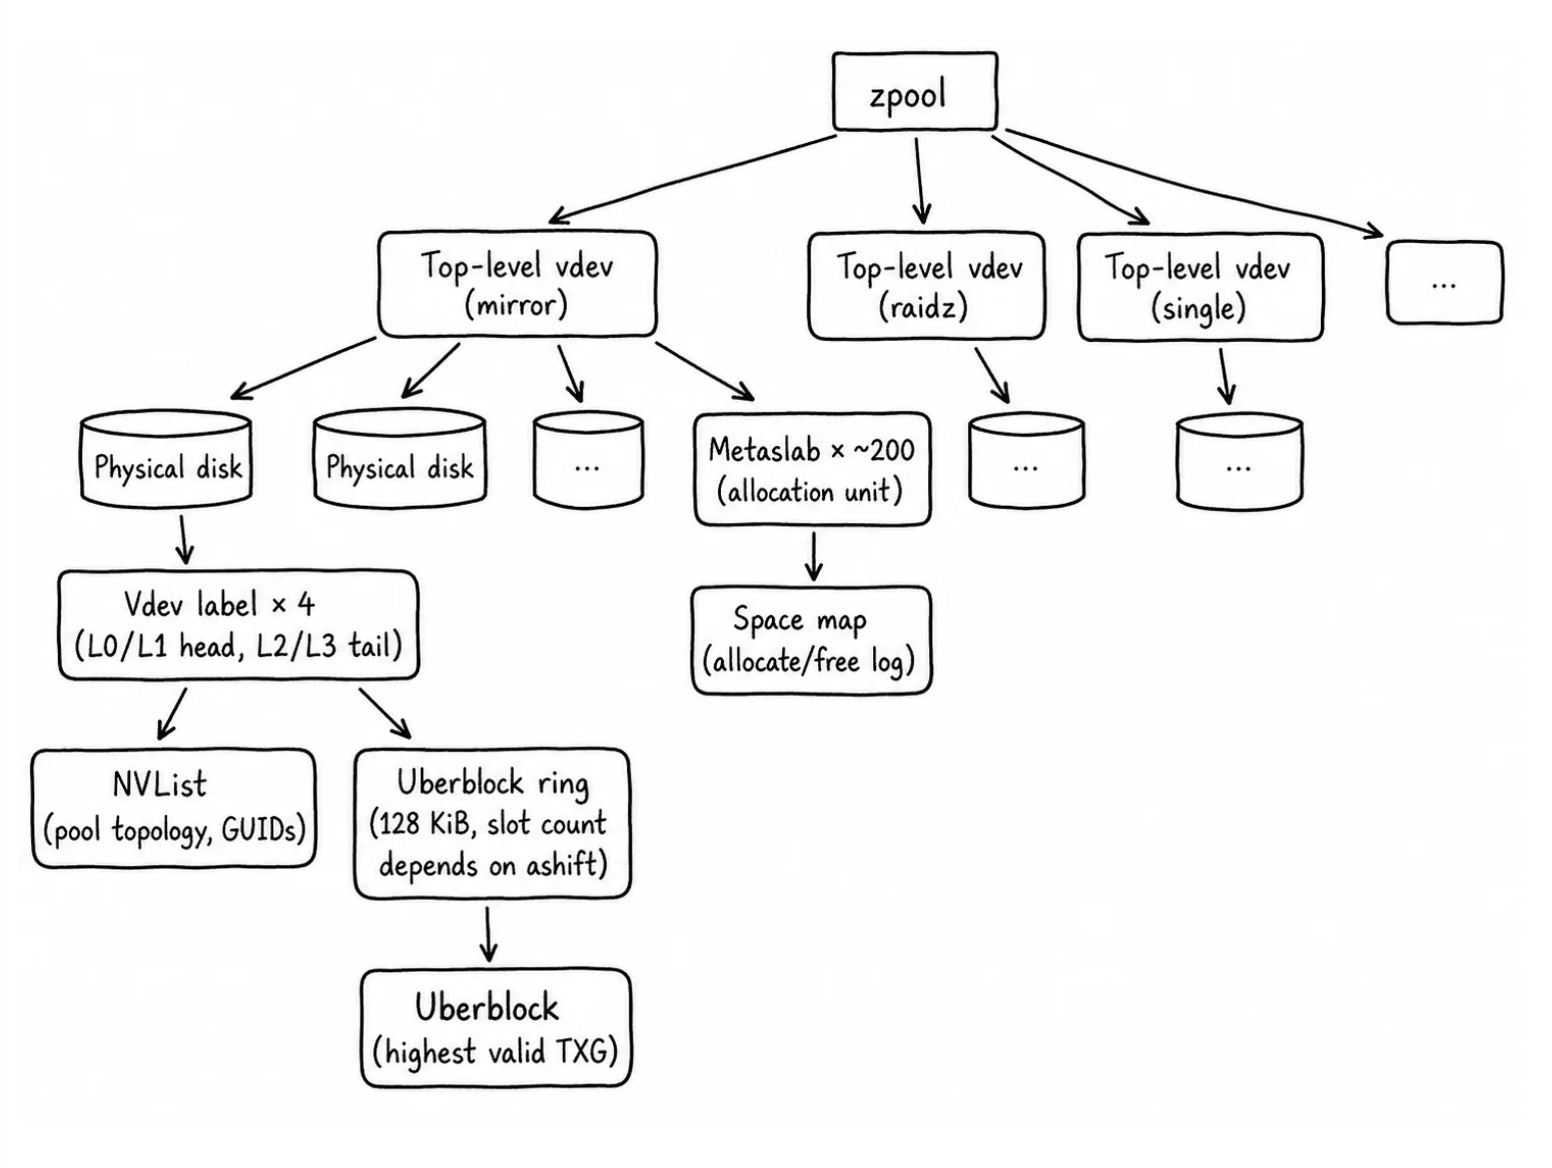 zpool
Top-level vdev
(mirror)
Top-level vdev
(raidz)
Top-level vdev
(single)
...
Physical disk
Physical disk
...
Metaslab × ~200
(allocation unit)
...
...
Vdev label × 4
(L0/L1 head, L2/L3 tail)
Space map
(allocate/free log)
NVList
(pool topology, GUIDs)
Uberblock ring
(128 KiB, slot count
depends on ashift)
Uberblock
(highest valid TXG)